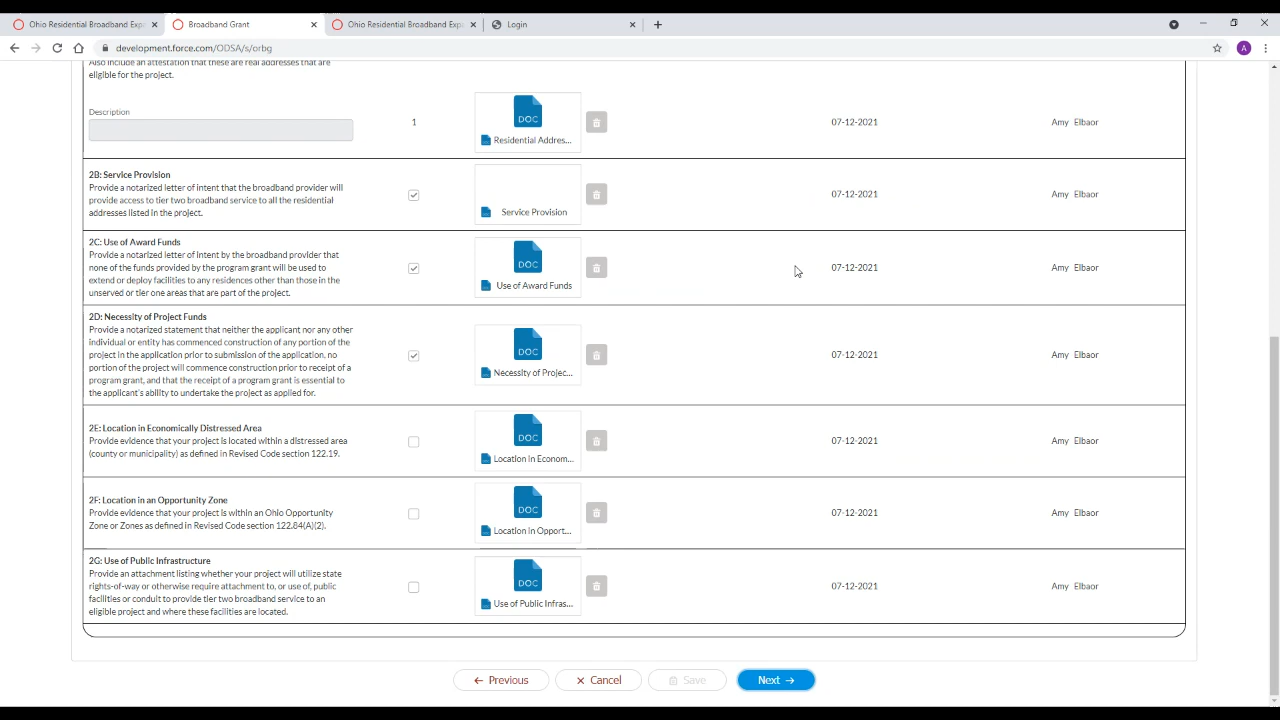 Ohio Residential Broadband Exp
Broadband Grant
Ohio Residential Broadband Exp
Login
development.force.com/ODSA/s/orbg
A
Also include an attestation that these are real addresses that are
eligible for the project.
Description
1
DOC
Residential Addres...
07-12-2021
Amy Elbaor
2B: Service Provision
Provide a notarized letter of intent that the broadband provider will
provide access to tier two broadband service to all the residential
addresses listed in the project.
Service Provision
07-12-2021
Amy Elbaor
2C: Use of Award Funds
Provide a notarized letter of intent by the broadband provider that
none of the funds provided by the program grant will be used to
extend or deploy facilities to any residences other than those in the
unserved or tier one areas that are part of the project.
DOC
Use of Award Funds
07-12-2021
Amy Elbaor
2D: Necessity of Project Funds
Provide a notarized statement that neither the applicant nor any other
individual or entity has commenced construction of any portion of the
project in the application prior to submission of the application, no
portion of the project will commence construction prior to receipt of a
program grant, and that the receipt of a program grant is essential to
the applicant's ability to undertake the project as applied for.
DOC
Necessity of Projec...
07-12-2021
Amy Elbaor
2E: Location in Economically Distressed Area
Provide evidence that your project is located within a distressed area
(county or municipality) as defined in Revised Code section 122.19.
DOC
Location in Econom...
07-12-2021
Amy Elbaor
2F: Location in an Opportunity Zone
Provide evidence that your project is within an Ohio Opportunity
Zone or Zones as defined in Revised Code section 122.84(A)(2).
DOC
Location in Opport...
07-12-2021
Amy Elbaor
2G: Use of Public Infrastructure
Provide an attachment listing whether your project will utilize state
rights-of-way or otherwise require attachment to, or use of, public
facilities or conduit to provide tier two broadband service to an
eligible project and where these facilities are located.
DOC
Use of Public Infras...
07-12-2021
Amy Elbaor
Previous
Cancel
Save
Next